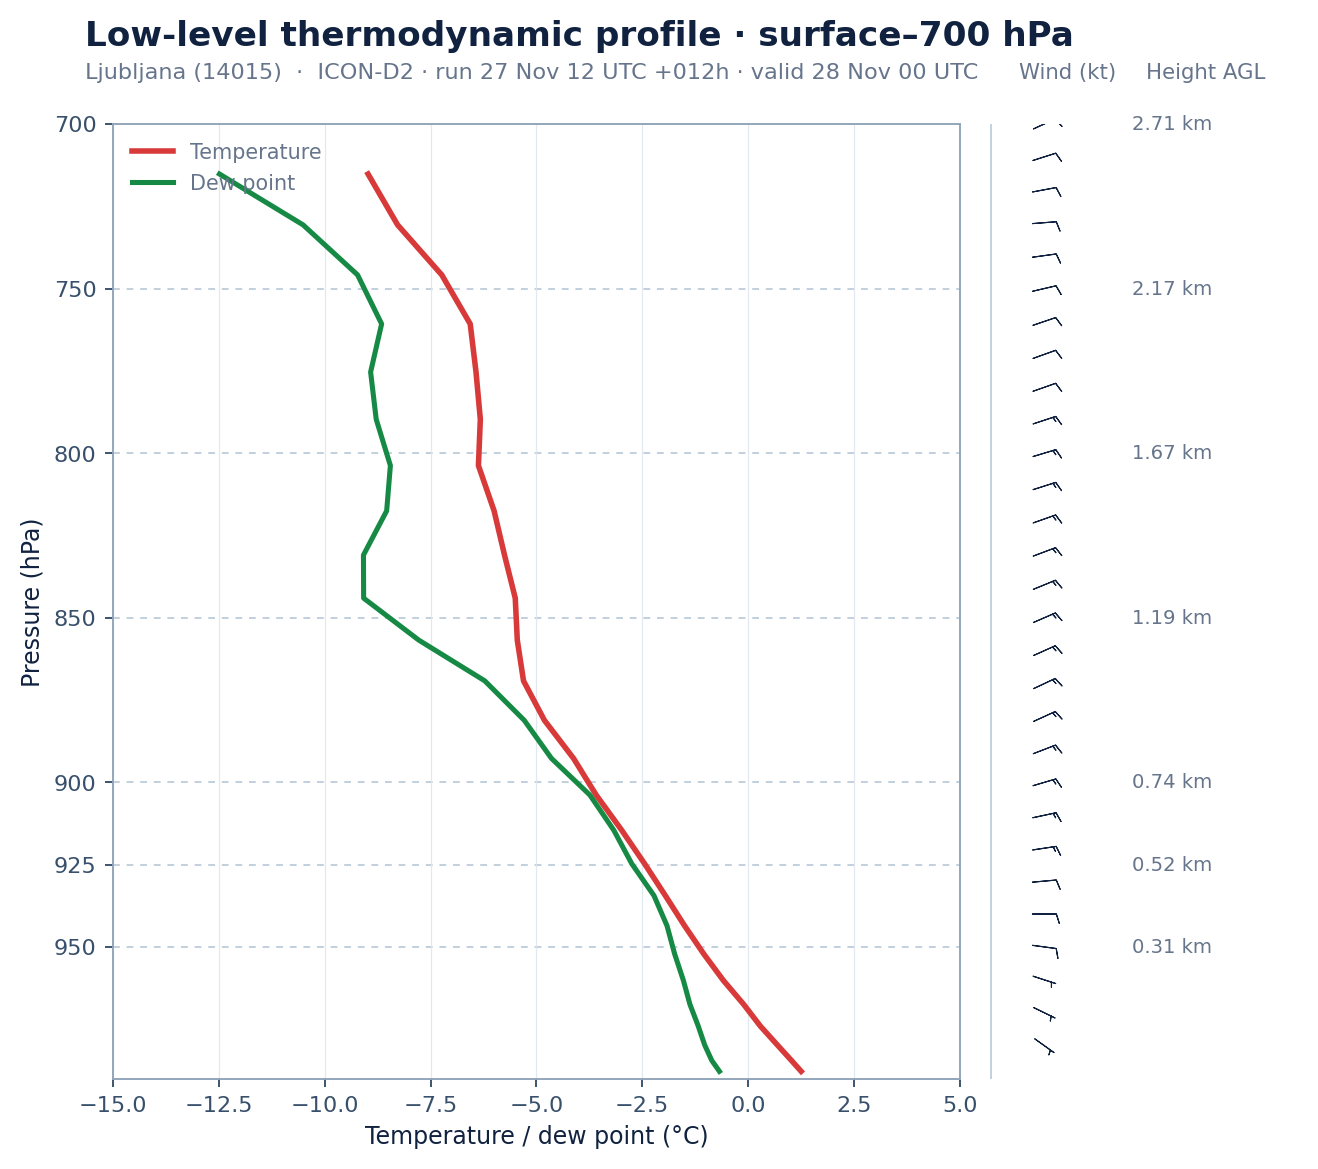 Low-level thermodynamic profile · surface–700 hPa
Ljubljana (14015)  ·  ICON-D2 · run 27 Nov 12 UTC +012h · valid 28 Nov 00 UTC
Wind (kt)
Height AGL
Temperature
Dew point
Pressure (hPa)
700
750
800
850
900
925
950
2.71 km
2.17 km
1.67 km
1.19 km
0.74 km
0.52 km
0.31 km
−15.0
−12.5
−10.0
−7.5
−5.0
−2.5
0.0
2.5
5.0
Temperature / dew point (°C)